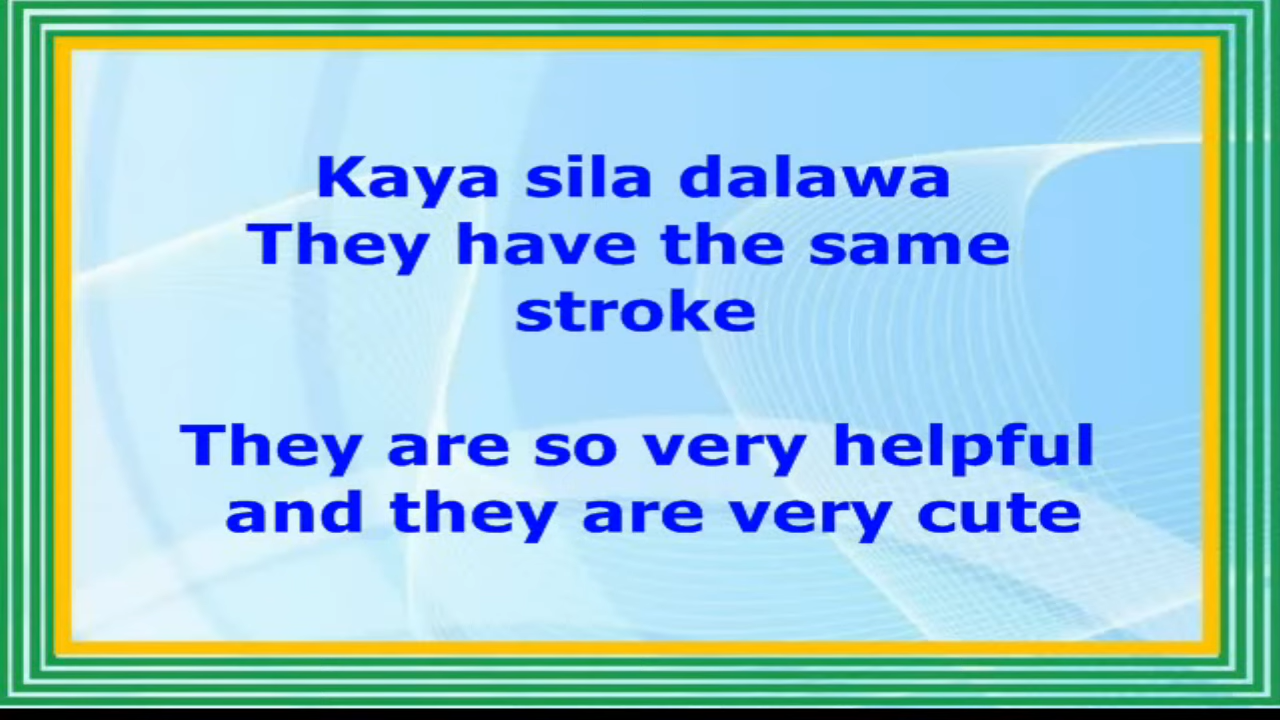 Kaya sila dalawa
They have the same
stroke
They are so very helpful
and they are very cute